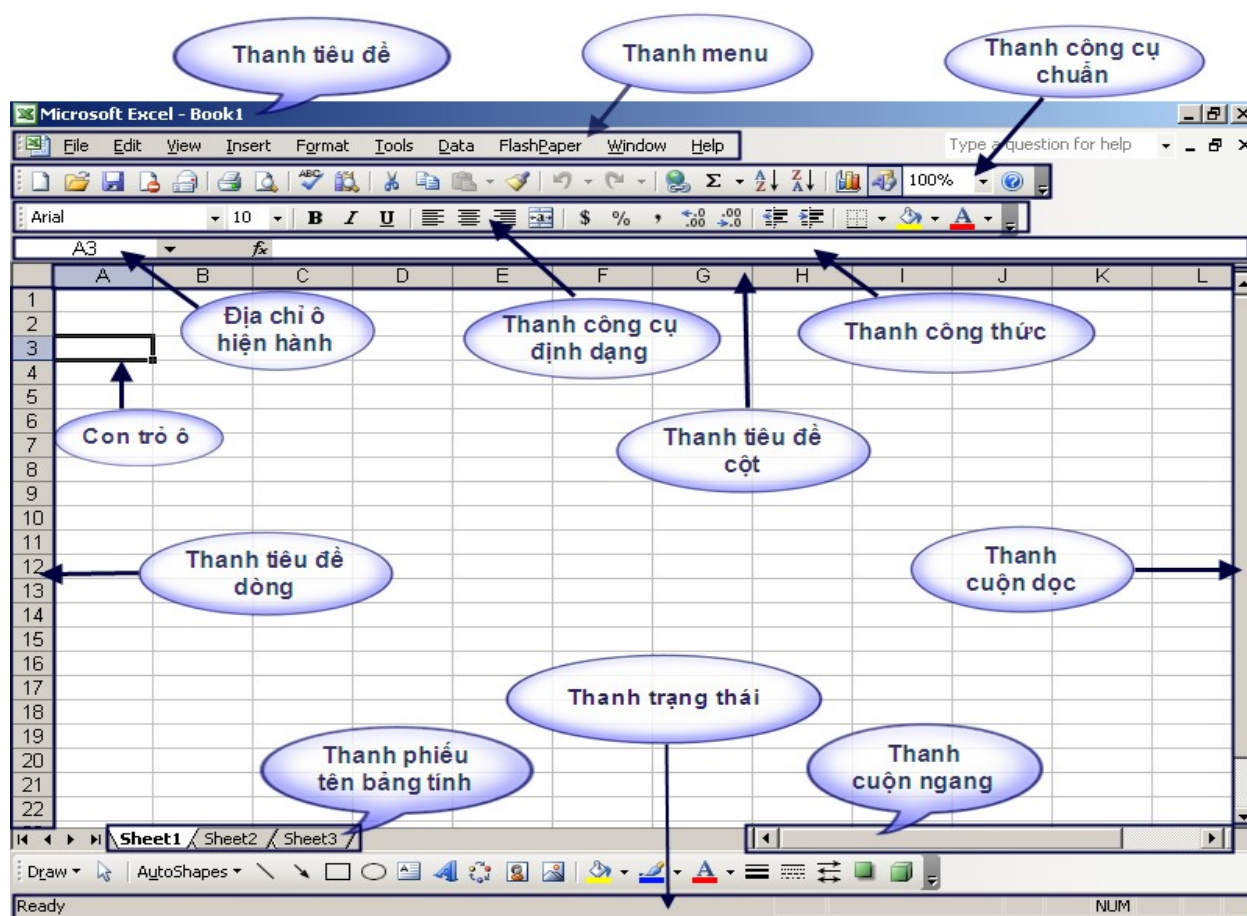 Thanh tiêu đề
Thanh menu
Thanh công cụ
chuẩn
Microsoft Excel - Book1
File Edit View Insert Format Tools Data FlashPaper Window Help
Type a question for help
ABC
Σ
A Z
Z A
100%
Arial
10
B I U
a
$ % ,
.0 .00
.00 .0
A
A3
fx
A B C D E F G H I J K L
1
2
3
4
5
6
7
8
9
10
11
12
13
14
15
16
17
18
19
20
21
22
Địa chỉ ô
hiện hành
Thanh công cụ
định dạng
Thanh công thức
Con trỏ ô
Thanh tiêu đề
cột
Thanh tiêu đề
dòng
Thanh
cuộn dọc
Thanh trạng thái
Thanh phiếu
tên bảng tính
Thanh
cuộn ngang
Sheet1 Sheet2 Sheet3
Draw AutoShapes
A
A
Ready
NUM